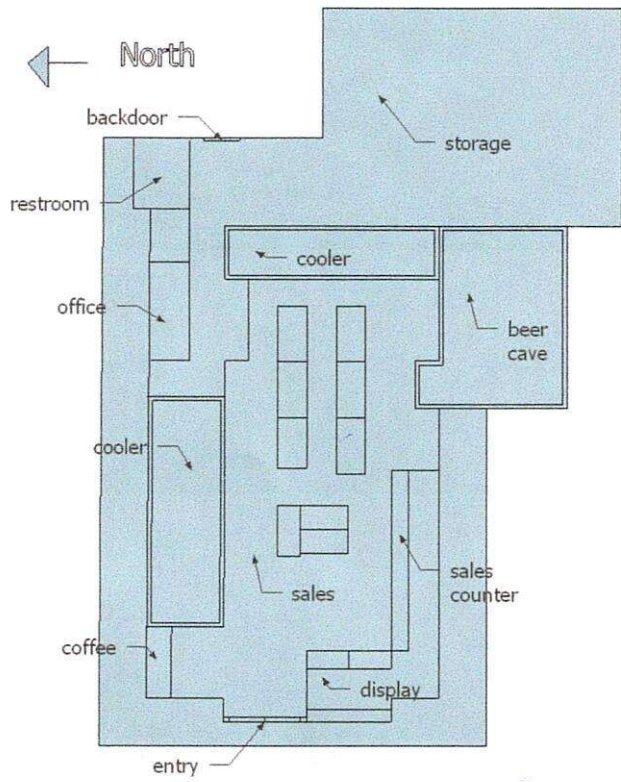 North
backdoor
storage
restroom
cooler
office
beer
cave
cooler
sales
sales
counter
coffee
display
entry